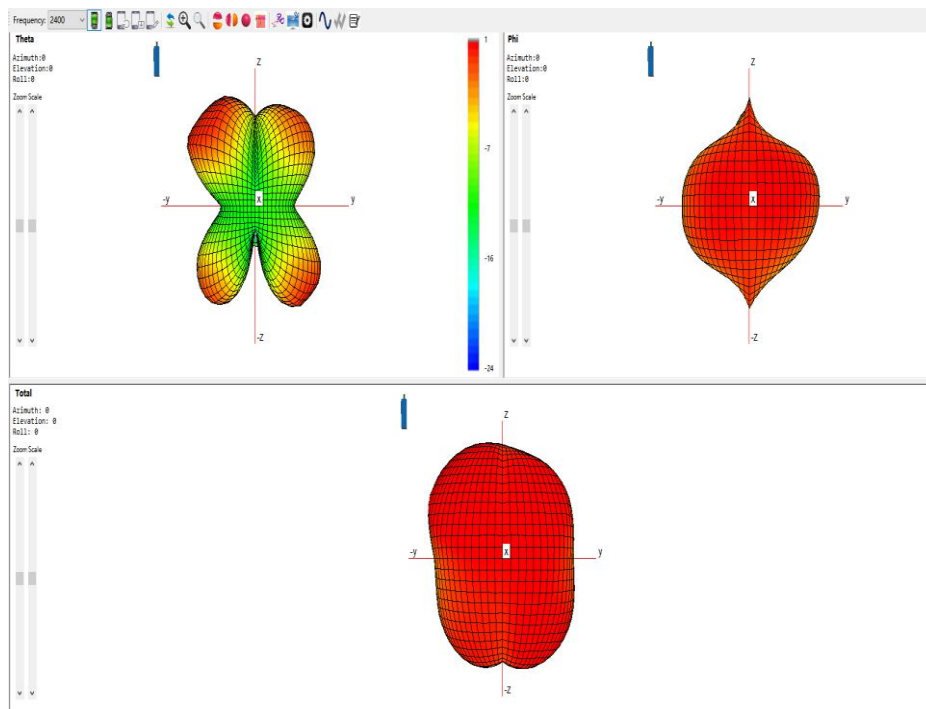 Frequency: 2400
Theta
Azimuth:0
Elevation:0
Roll:0
Zoom Scale
Z
-y
X
y
-Z
1
-7
-16
-24
Phi
Azimuth:0
Elevation:0
Roll:0
Zoom Scale
Z
-y
X
y
-Z
Total
Azimuth: 0
Elevation: 0
Roll: 0
Zoom Scale
Z
-y
X
y
-Z